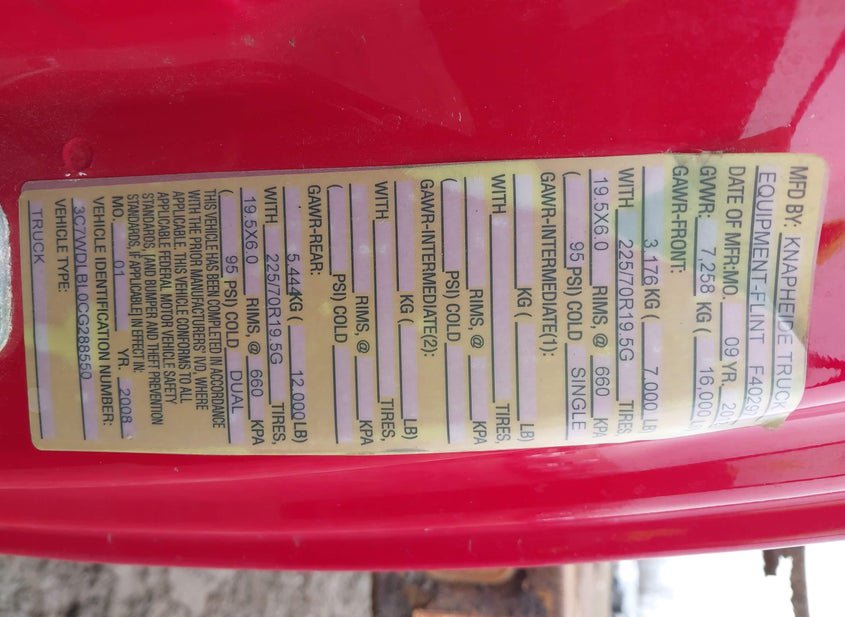 MFD BY: KNAPHEIDE TRUCK
EQUIPMENT-FLINT F4029
DATE OF MFR:MO. 09 YR. 20
GVWR: 7,258 KG ( 16,000
GAWR-FRONT:
3,176 KG ( 7,000 LB)
WITH 225/70R19.5G TIRES,
19.5X6.0 RIMS, @ 660 KPA
( 95 PSI) COLD SINGLE
GAWR-INTERMEDIATE(1):
KG ( LB)
WITH TIRES,
RIMS, @ KPA
( PSI) COLD
GAWR-INTERMEDIATE(2):
KG ( LB)
WITH TIRES,
RIMS, @ KPA
( PSI) COLD
GAWR-REAR:
5,444KG ( 12,000 LB)
WITH 225/70R19.5G TIRES,
19.5X6.0 RIMS, @ 660 KPA
( 95 PSI) COLD DUAL
THIS VEHICLE HAS BEEN COMPLETED IN ACCORDANCE
WITH THE PRIOR MANUFACTURERS' IVD, WHERE
APPLICABLE. THIS VEHICLE CONFORMS TO ALL
APPLICABLE FEDERAL MOTOR VEHICLE SAFETY
STANDARDS, [AND BUMPER AND THEFT PREVENTION
STANDARDS, IF APPLICABLE] IN EFFECT IN:
MO. 01 YR. 2008
VEHICLE IDENTIFICATION NUMBER:
3C7WDLBL0CG288550
VEHICLE TYPE:
TRUCK